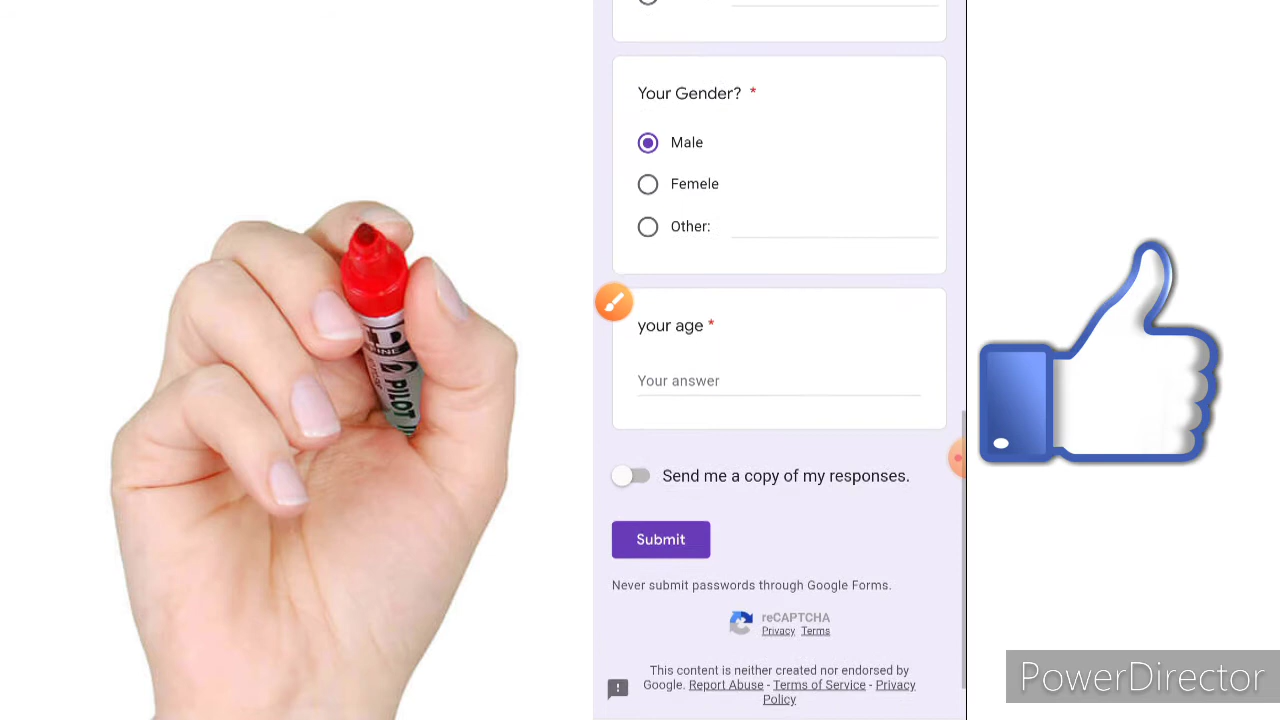 Your Gender? *
Male
Femele
Other:
your age *
Your answer
Send me a copy of my responses.
Submit
Never submit passwords through Google Forms.
reCAPTCHA
Privacy Terms
This content is neither created nor endorsed by
Google. Report Abuse - Terms of Service - Privacy
Policy
PILOT
PowerDirector